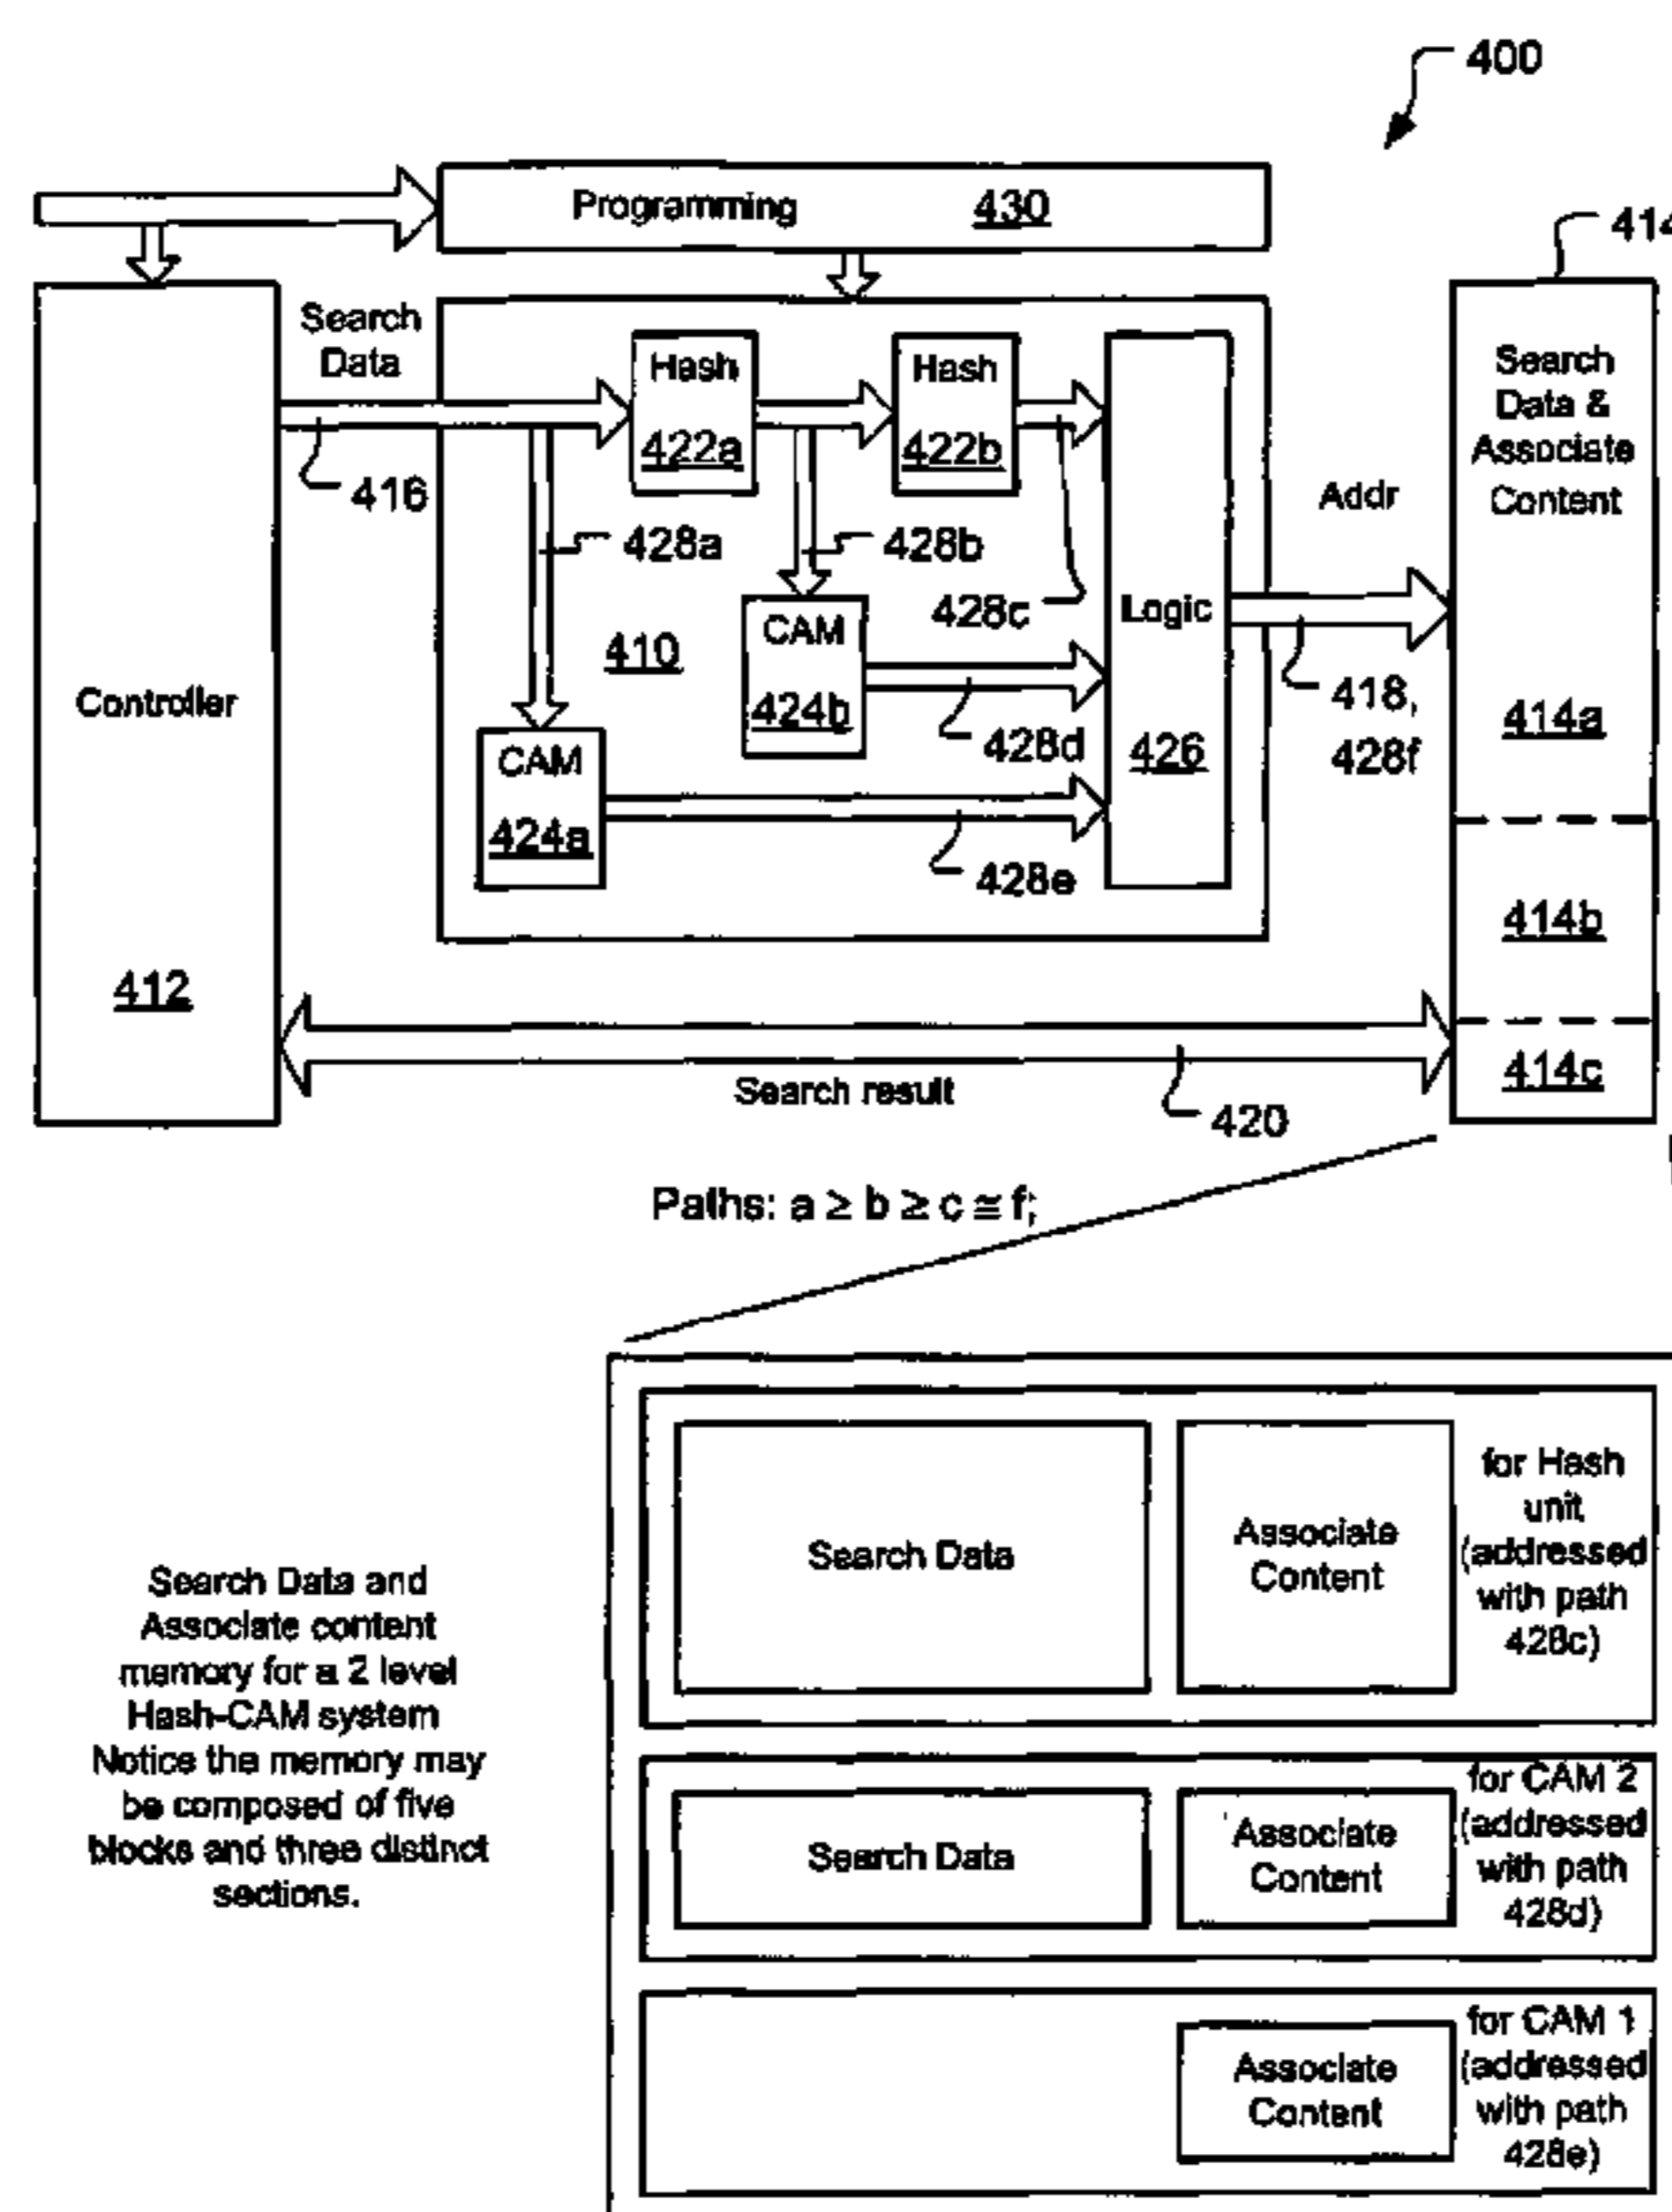 400
Programming 430
414
Search
Data
Hash
422a
Hash
422b
Search
Data &
Associate
Content
416
428a
428b
428c
Addr
Logic
426
410
CAM
424b
428d
418,
428f
414a
Controller
CAM
424a
428e
414b
412
414c
Search result
420
Paths: a ≥ b ≥ c ≅ f;
Search Data
Associate
Content
for Hash
unit
(addressed
with path
428c)
Search Data and
Associate content
memory for a 2 level
Hash-CAM system
Notice the memory may
be composed of five
blocks and three distinct
sections.
Search Data
Associate
Content
for CAM 2
(addressed
with path
428d)
Associate
Content
for CAM 1
(addressed
with path
428e)